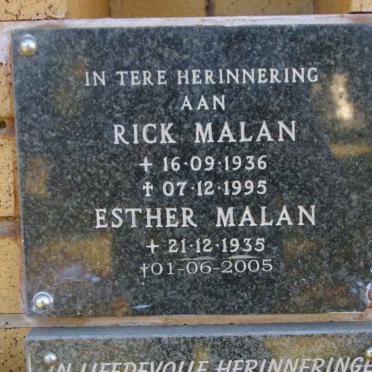 IN TERE HERINNERING
AAN
RICK MALAN
+ 16·09·1936
✝ 07·12·1995
ESTHER MALAN
+ 21·12·1935
✝01-06-2005
IN LIEFDEVOLLE HERINNERING